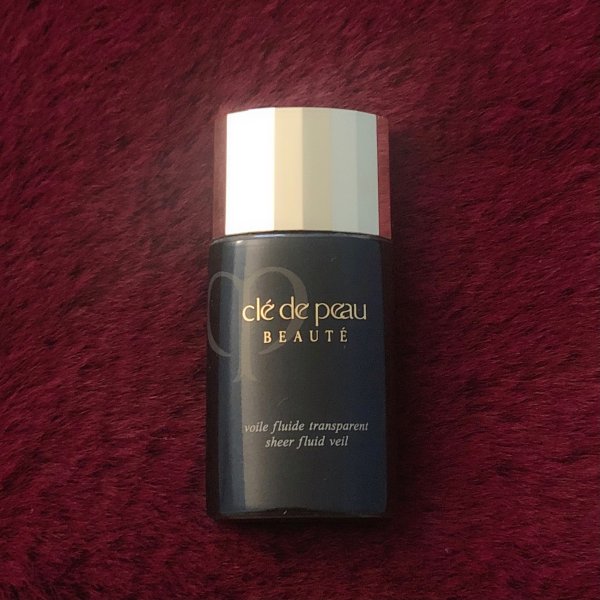 clé de peau
BEAUTÉ
voile fluide transparent
sheer fluid veil